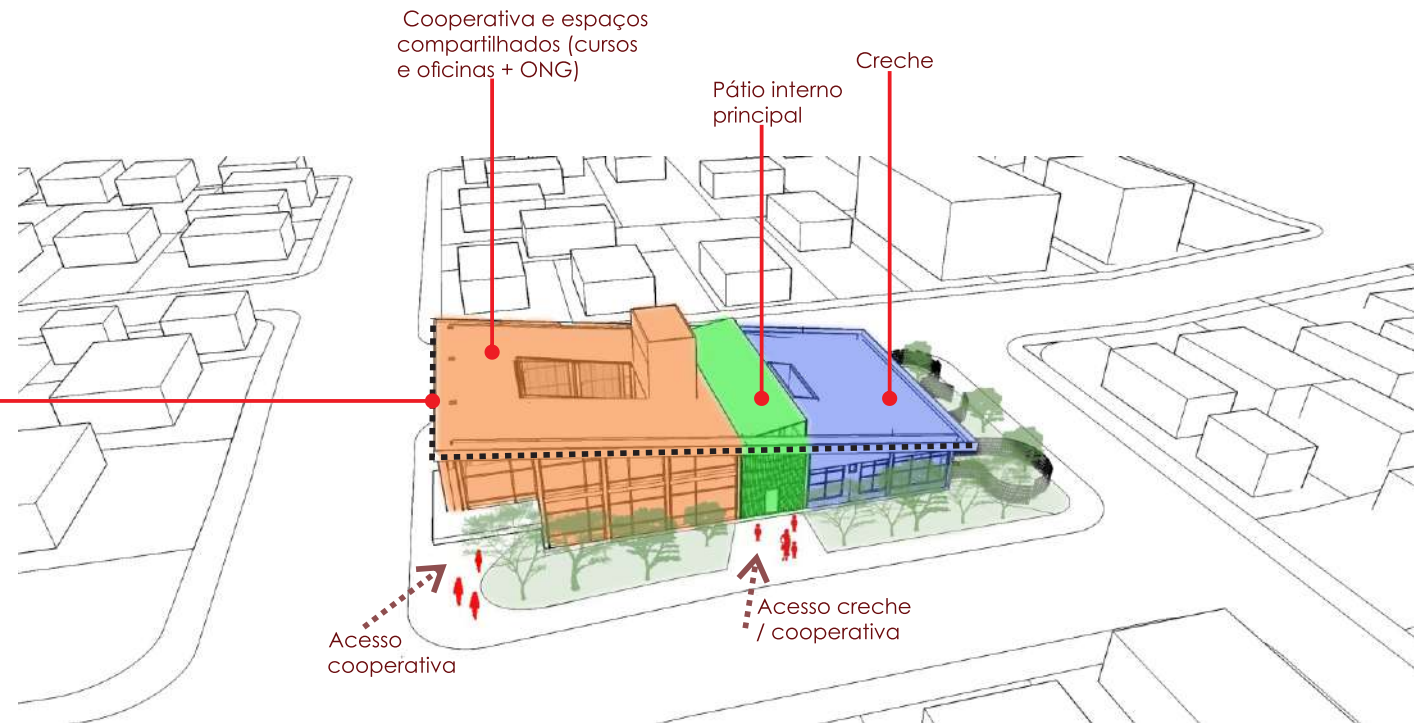 Cooperativa e espaços
compartilhados (cursos
e oficinas + ONG)
Creche
Pátio interno
principal
Acesso creche
/ cooperativa
Acesso
cooperativa